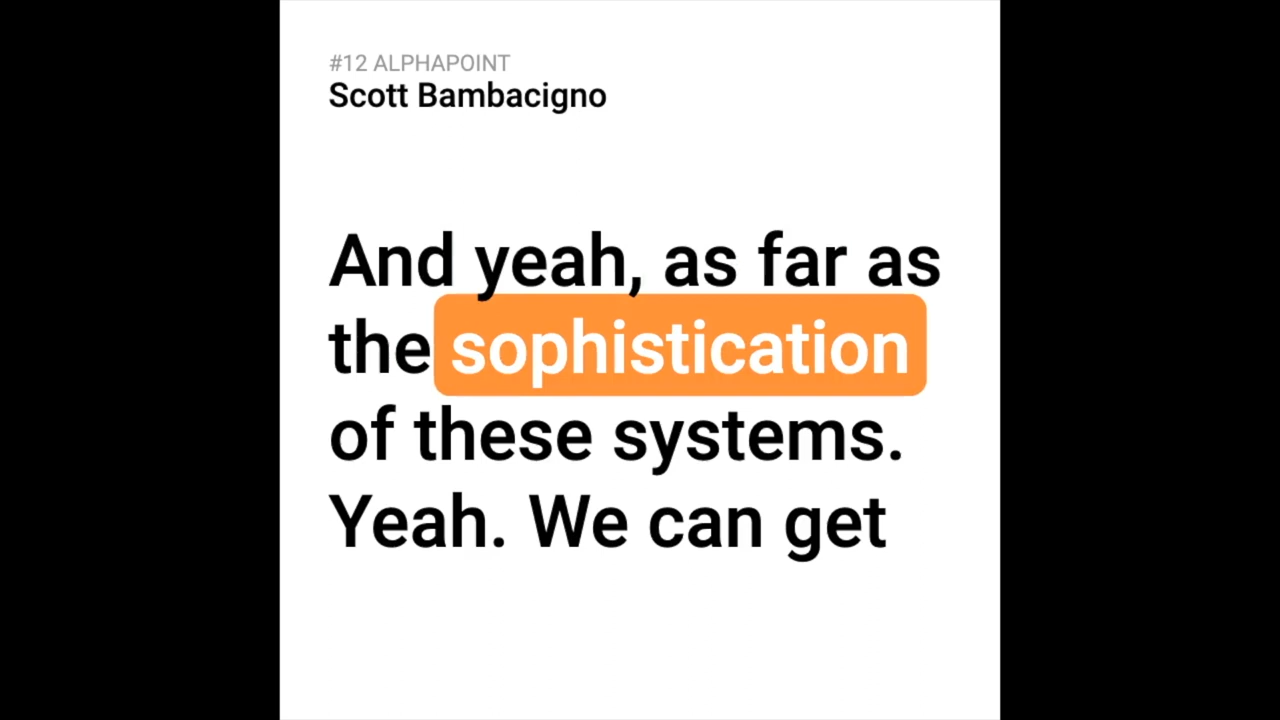 #12 ALPHAPOINT
Scott Bambacigno
And yeah, as far as
the sophistication
of these systems.
Yeah. We can get